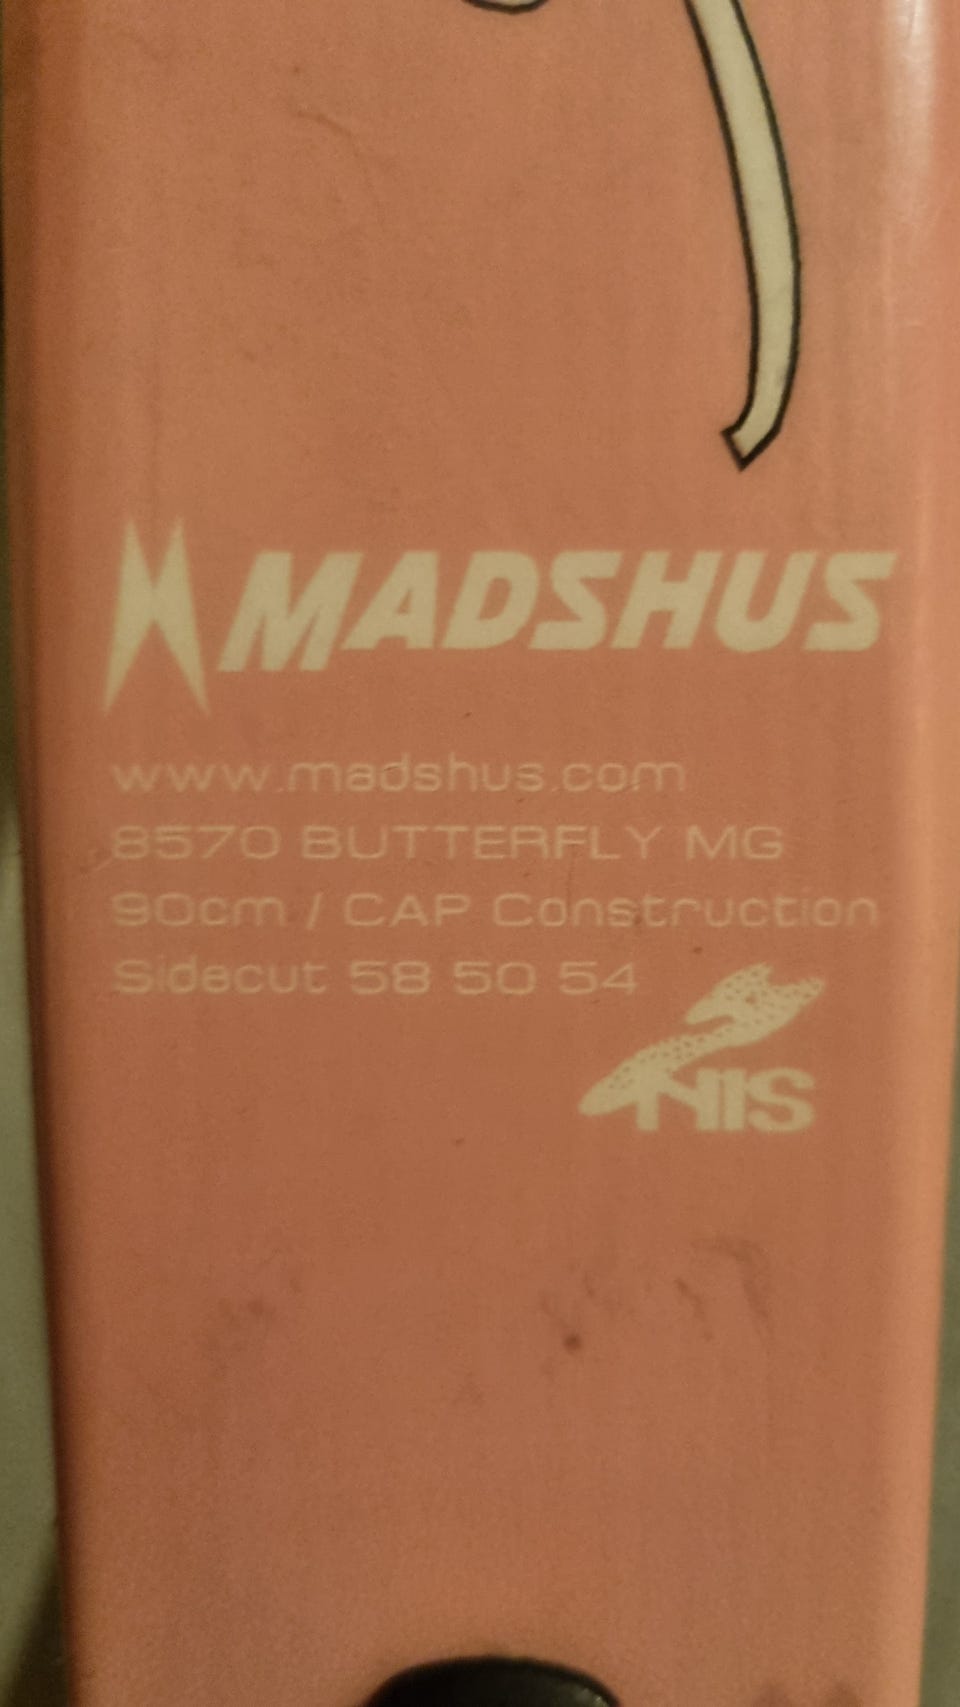 MADSHUS
www.madshus.com
8570 BUTTERFLY MG
90cm / CAP Construction
Sidecut 58 50 54
NIS